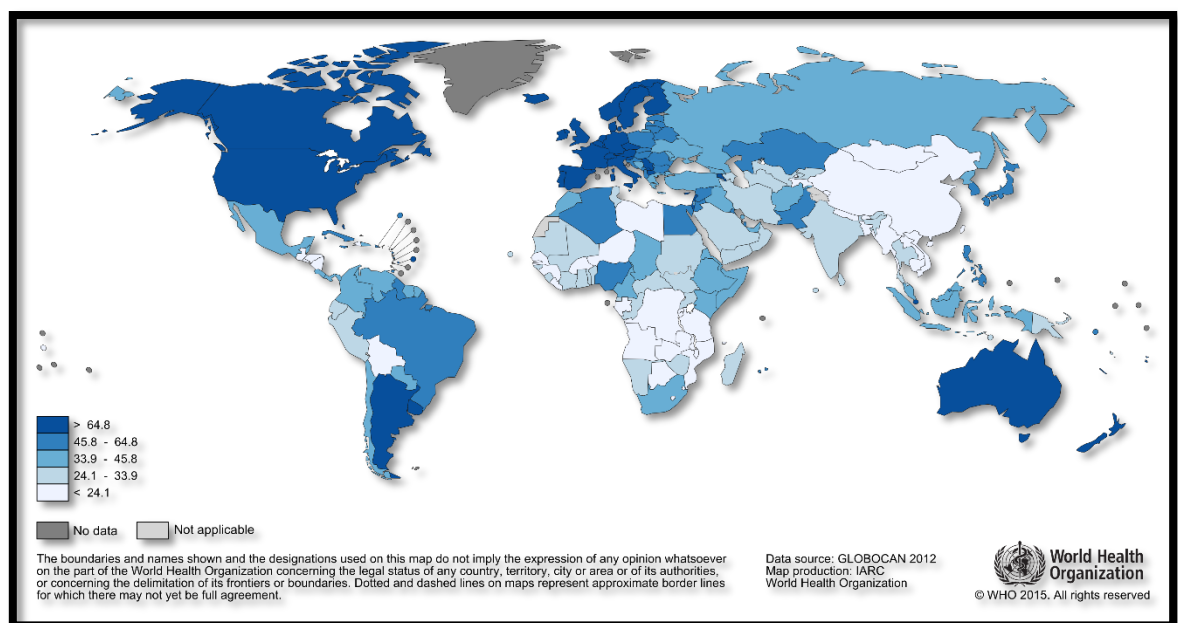 > 64.8
45.8 - 64.8
33.9 - 45.8
24.1 - 33.9
< 24.1
No data
Not applicable
The boundaries and names shown and the designations used on this map do not imply the expression of any opinion whatsoever
on the part of the World Health Organization concerning the legal status of any country, territory, city or area or of its authorities,
or concerning the delimitation of its frontiers or boundaries. Dotted and dashed lines on maps represent approximate border lines
for which there may not yet be full agreement.
Data source: GLOBOCAN 2012
Map production: IARC
World Health Organization
World Health
Organization
© WHO 2015. All rights reserved